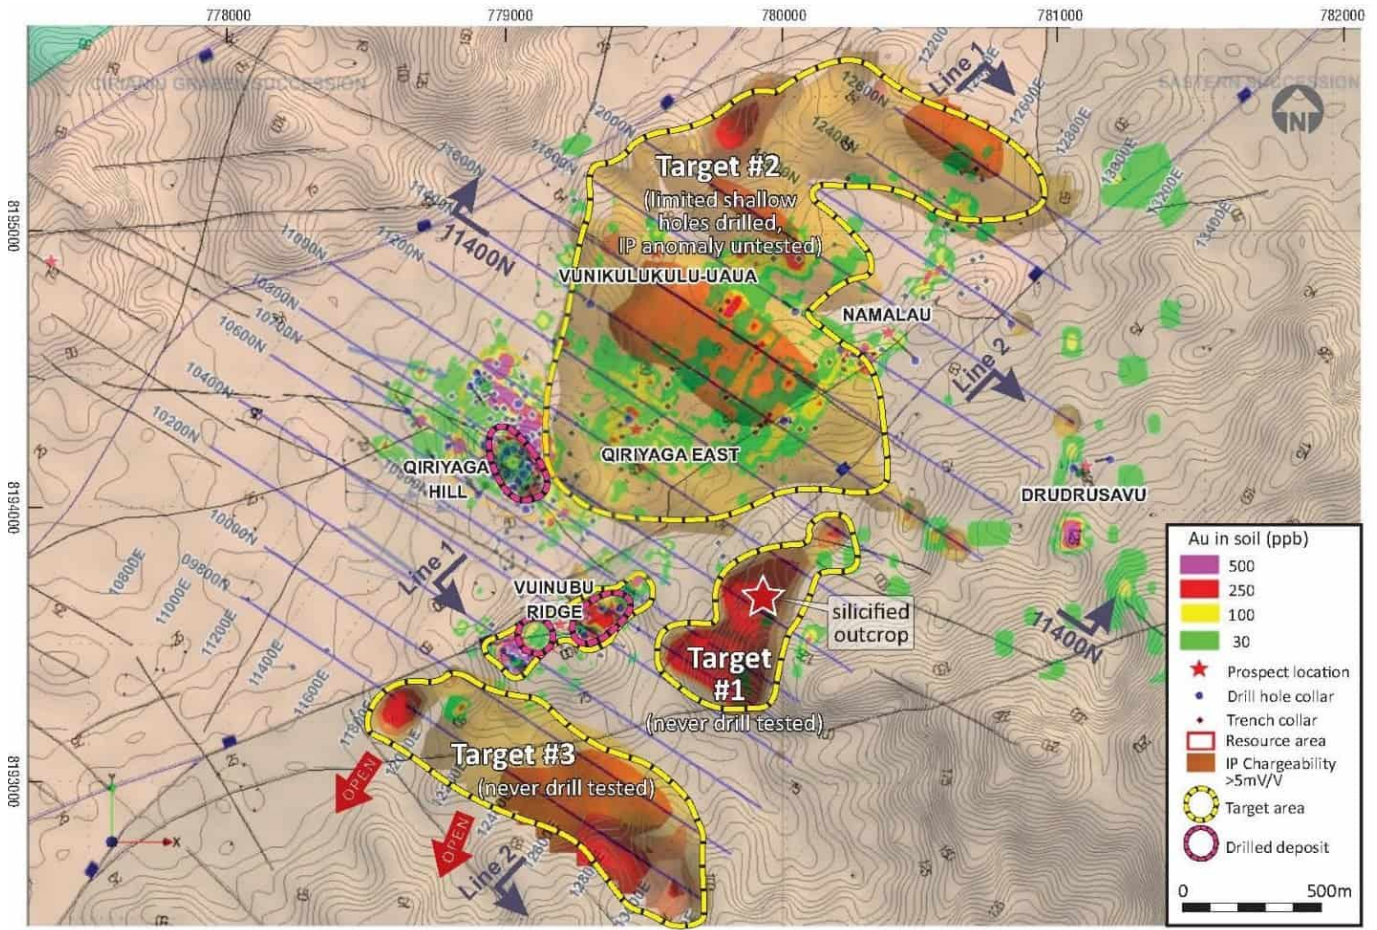 778000
779000
780000
781000
782000
CIRIANU GRABEN SUCCESSION
EASTERN SUCCESSION
Line 1
12200
12600E
12800E
13000E
13200E
13400E
12600N
12400N
12000N
11600N
11400N
11200N
11000N
10800N
10700N
10600N
10400N
10200N
10000N
09800N
8195000
8194000
8193000
N
Target #2
(limited shallow
holes drilled,
IP anomaly untested)
11400N
VUNIKULUKULU-UAUA
NAMALAU
Line 2
QIRIYAGA
HILL
QIRIYAGA EAST
DRUDRUSAVU
Line 1
VUINUBU
RIDGE
silicified
outcrop
11400N
Target
#1
(never drill tested)
10800E
11000E
11200E
11400E
11600E
Target #3
(never drill tested)
OPEN
OPEN
Line 2
Y
X
Au in soil (ppb)
500
250
100
30
Prospect location
Drill hole collar
Trench collar
Resource area
IP Chargeability
>5mV/V
Target area
Drilled deposit
0 500m